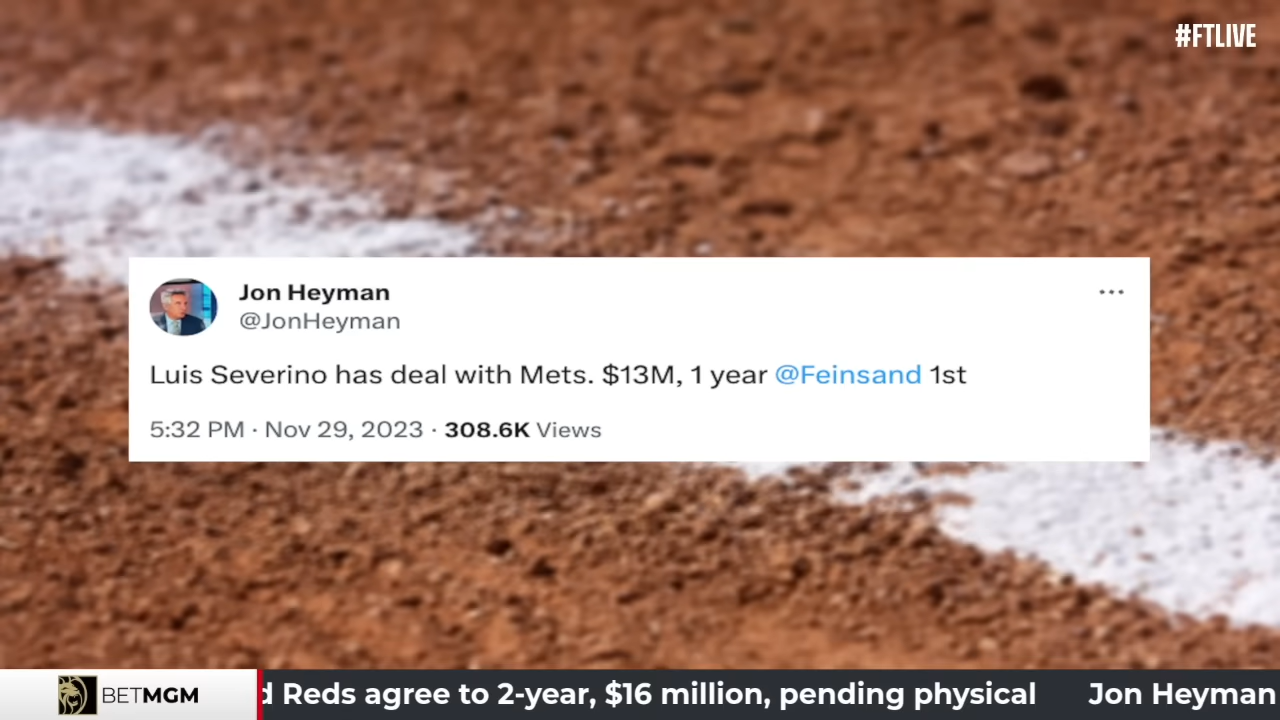 #FTLIVE
Jon Heyman
@JonHeyman
Luis Severino has deal with Mets. $13M, 1 year @Feinsand 1st
5:32 PM · Nov 29, 2023 · 308.6K Views
BETMGM
d Reds agree to 2-year, $16 million, pending physical Jon Heyman